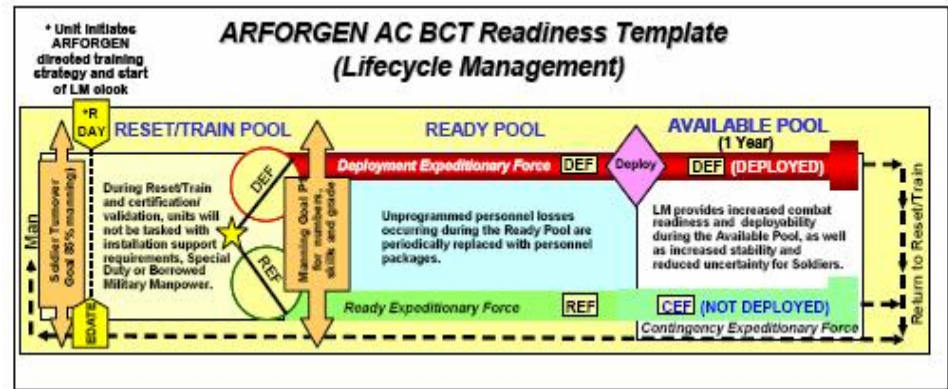 * Unit initiates
ARFORGEN
directed training
strategy and start
of LM clock
ARFORGEN AC BCT Readiness Template
(Lifecycle Management)
*R
DAY
RESET/TRAIN POOL
READY POOL
AVAILABLE POOL
(1 Year)
Deployment Expeditionary Force
DEF
Deploy
DEF (DEPLOYED)
Man
Soldier Turnover
Goal 85% manning)
EDATE
During Reset/Train
and certification/
validation, units will
not be tasked with
installation support
requirements, Special
Duty or Borrowed
Military Manpower.
DEF
REF
Manning Goal
for numbers,
skills and grade
Unprogrammed personnel losses
occurring during the Ready Pool are
periodically replaced with personnel
packages.
LM provides increased combat
readiness and deployability
during the Available Pool, as well
as increased stability and
reduced uncertainty for Soldiers.
Return to Reset/Train
Ready Expeditionary Force
REF
CEF (NOT DEPLOYED)
Contingency Expeditionary Force